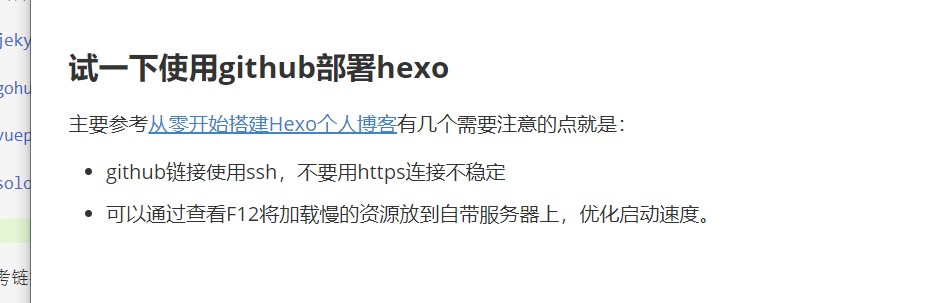 jeky
gohu
vuep
solo
考链
试一下使用github部署hexo
主要参考从零开始搭建Hexo个人博客有几个需要注意的点就是：
github链接使用ssh，不要用https连接不稳定
可以通过查看F12将加载慢的资源放到自带服务器上，优化启动速度。